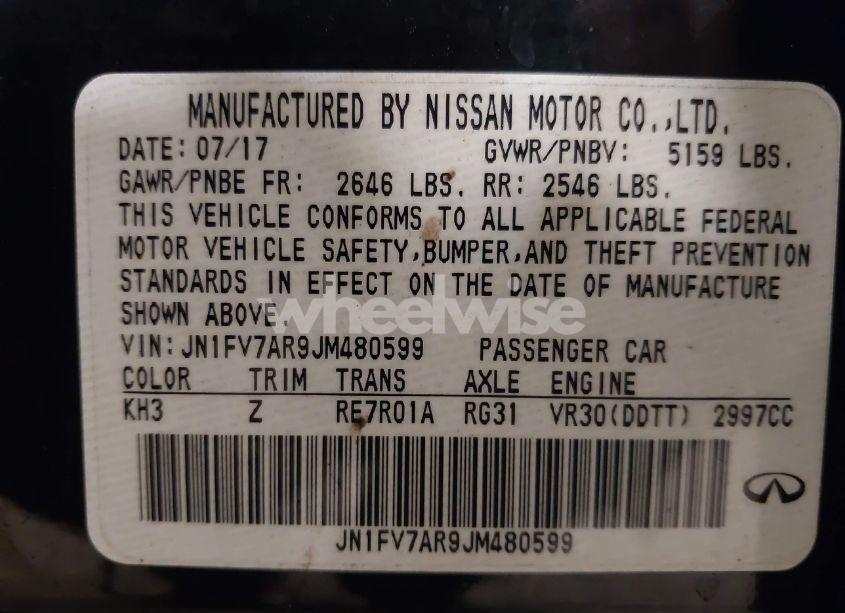 MANUFACTURED BY NISSAN MOTOR CO.,LTD.
DATE: 07/17 GVWR/PNBV: 5159 LBS.
GAWR/PNBE FR: 2646 LBS. RR: 2546 LBS.
THIS VEHICLE CONFORMS TO ALL APPLICABLE FEDERAL
MOTOR VEHICLE SAFETY,BUMPER,AND THEFT PREVENTION
STANDARDS IN EFFECT ON THE DATE OF MANUFACTURE
SHOWN ABOVE.
wheelwise
VIN:JN1FV7AR9JM480599 PASSENGER CAR
COLOR TRIM TRANS AXLE ENGINE
KH3 Z RE7R01A RG31 VR30(DDTT) 2997CC
JN1FV7AR9JM480599